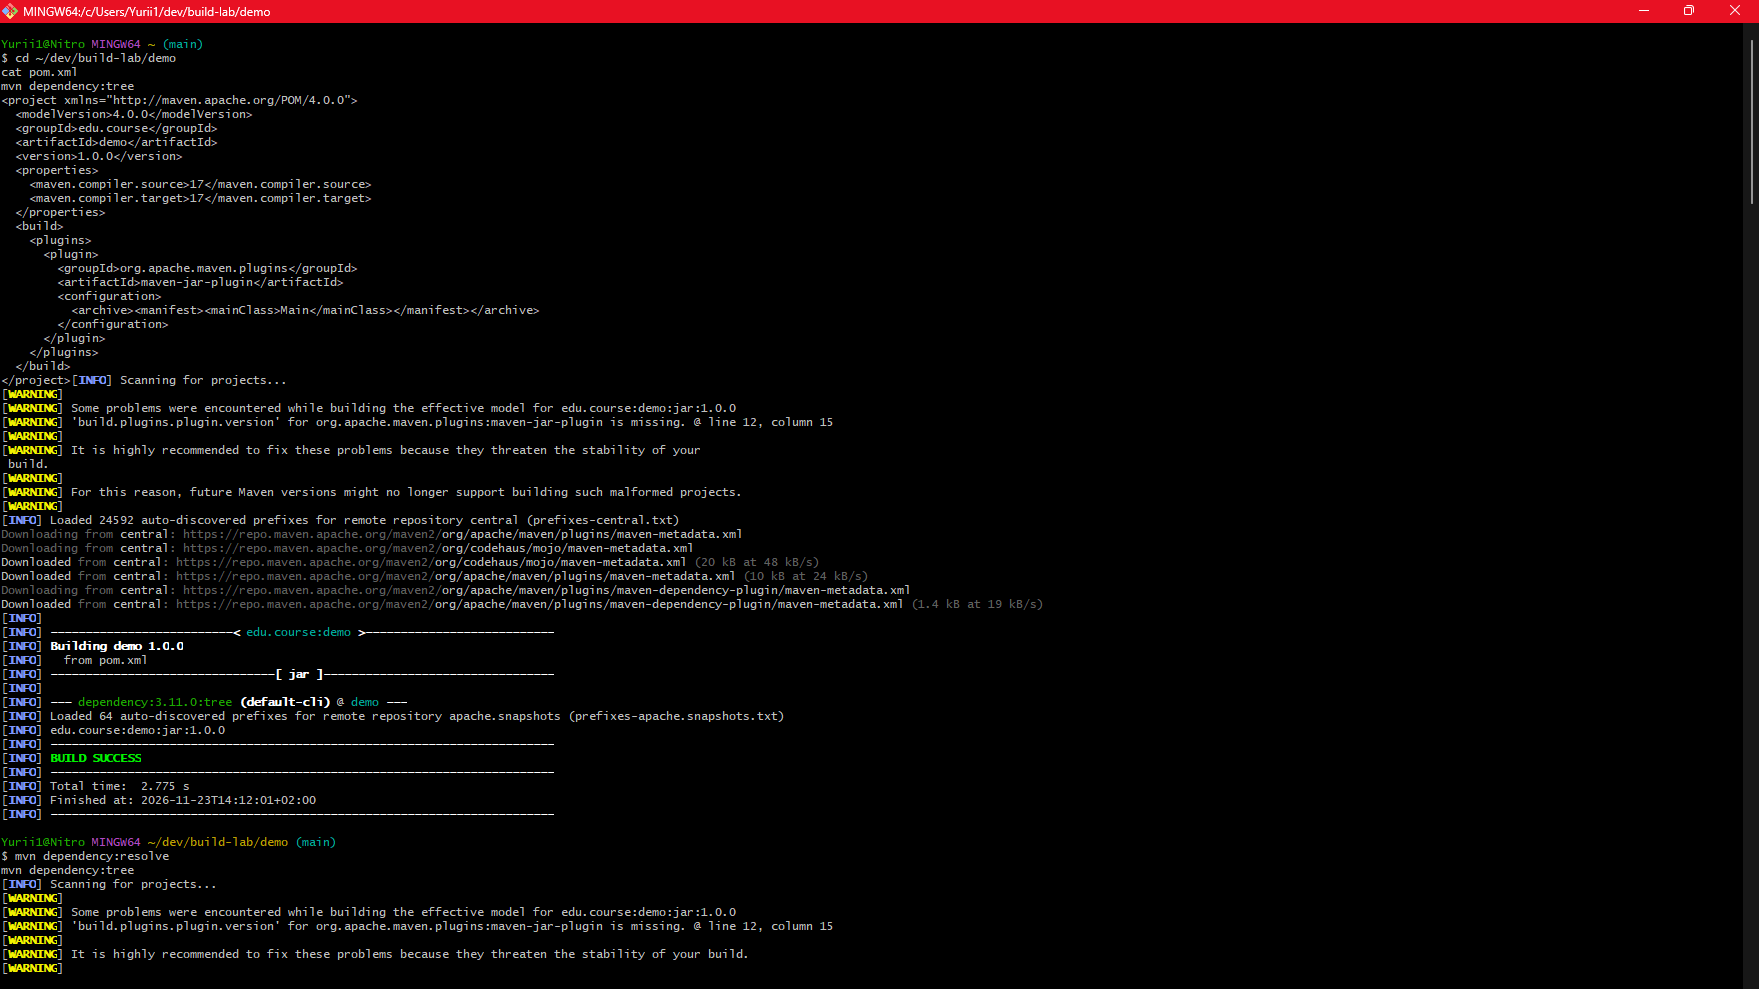 MINGW64:/c/Users/Yurii1/dev/build-lab/demo
Yurii1@Nitro MINGW64 ~ (main)
$ cd ~/dev/build-lab/demo
cat pom.xml
mvn dependency:tree
<project xmlns="http://maven.apache.org/POM/4.0.0">
  <modelVersion>4.0.0</modelVersion>
  <groupId>edu.course</groupId>
  <artifactId>demo</artifactId>
  <version>1.0.0</version>
  <properties>
    <maven.compiler.source>17</maven.compiler.source>
    <maven.compiler.target>17</maven.compiler.target>
  </properties>
  <build>
    <plugins>
      <plugin>
        <groupId>org.apache.maven.plugins</groupId>
        <artifactId>maven-jar-plugin</artifactId>
        <configuration>
          <archive><manifest><mainClass>Main</mainClass></manifest></archive>
        </configuration>
      </plugin>
    </plugins>
  </build>
</project>[INFO] Scanning for projects...
[WARNING]
[WARNING] Some problems were encountered while building the effective model for edu.course:demo:jar:1.0.0
[WARNING] 'build.plugins.plugin.version' for org.apache.maven.plugins:maven-jar-plugin is missing. @ line 12, column 15
[WARNING]
[WARNING] It is highly recommended to fix these problems because they threaten the stability of your
 build.
[WARNING]
[WARNING] For this reason, future Maven versions might no longer support building such malformed projects.
[WARNING]
[INFO] Loaded 24592 auto-discovered prefixes for remote repository central (prefixes-central.txt)
Downloading from central: https://repo.maven.apache.org/maven2/org/apache/maven/plugins/maven-metadata.xml
Downloading from central: https://repo.maven.apache.org/maven2/org/codehaus/mojo/maven-metadata.xml
Downloaded from central: https://repo.maven.apache.org/maven2/org/codehaus/mojo/maven-metadata.xml (20 kB at 48 kB/s)
Downloaded from central: https://repo.maven.apache.org/maven2/org/apache/maven/plugins/maven-metadata.xml (10 kB at 24 kB/s)
Downloading from central: https://repo.maven.apache.org/maven2/org/apache/maven/plugins/maven-dependency-plugin/maven-metadata.xml
Downloaded from central: https://repo.maven.apache.org/maven2/org/apache/maven/plugins/maven-dependency-plugin/maven-metadata.xml (1.4 kB at 19 kB/s)
[INFO]
[INFO] --------------------------< edu.course:demo >---------------------------
[INFO] Building demo 1.0.0
[INFO]   from pom.xml
[INFO] --------------------------------[ jar ]---------------------------------
[INFO]
[INFO] --- dependency:3.11.0:tree (default-cli) @ demo ---
[INFO] Loaded 64 auto-discovered prefixes for remote repository apache.snapshots (prefixes-apache.snapshots.txt)
[INFO] edu.course:demo:jar:1.0.0
[INFO] ------------------------------------------------------------------------
[INFO] BUILD SUCCESS
[INFO] ------------------------------------------------------------------------
[INFO] Total time:  2.775 s
[INFO] Finished at: 2026-11-23T14:12:01+02:00
[INFO] ------------------------------------------------------------------------
Yurii1@Nitro MINGW64 ~/dev/build-lab/demo (main)
$ mvn dependency:resolve
mvn dependency:tree
[INFO] Scanning for projects...
[WARNING]
[WARNING] Some problems were encountered while building the effective model for edu.course:demo:jar:1.0.0
[WARNING] 'build.plugins.plugin.version' for org.apache.maven.plugins:maven-jar-plugin is missing. @ line 12, column 15
[WARNING]
[WARNING] It is highly recommended to fix these problems because they threaten the stability of your build.
[WARNING]